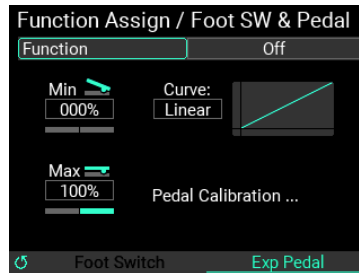 Function Assign / Foot SW & Pedal
Function Off
Min Curve:
000% Linear
Max
100% Pedal Calibration ...
Foot Switch Exp Pedal